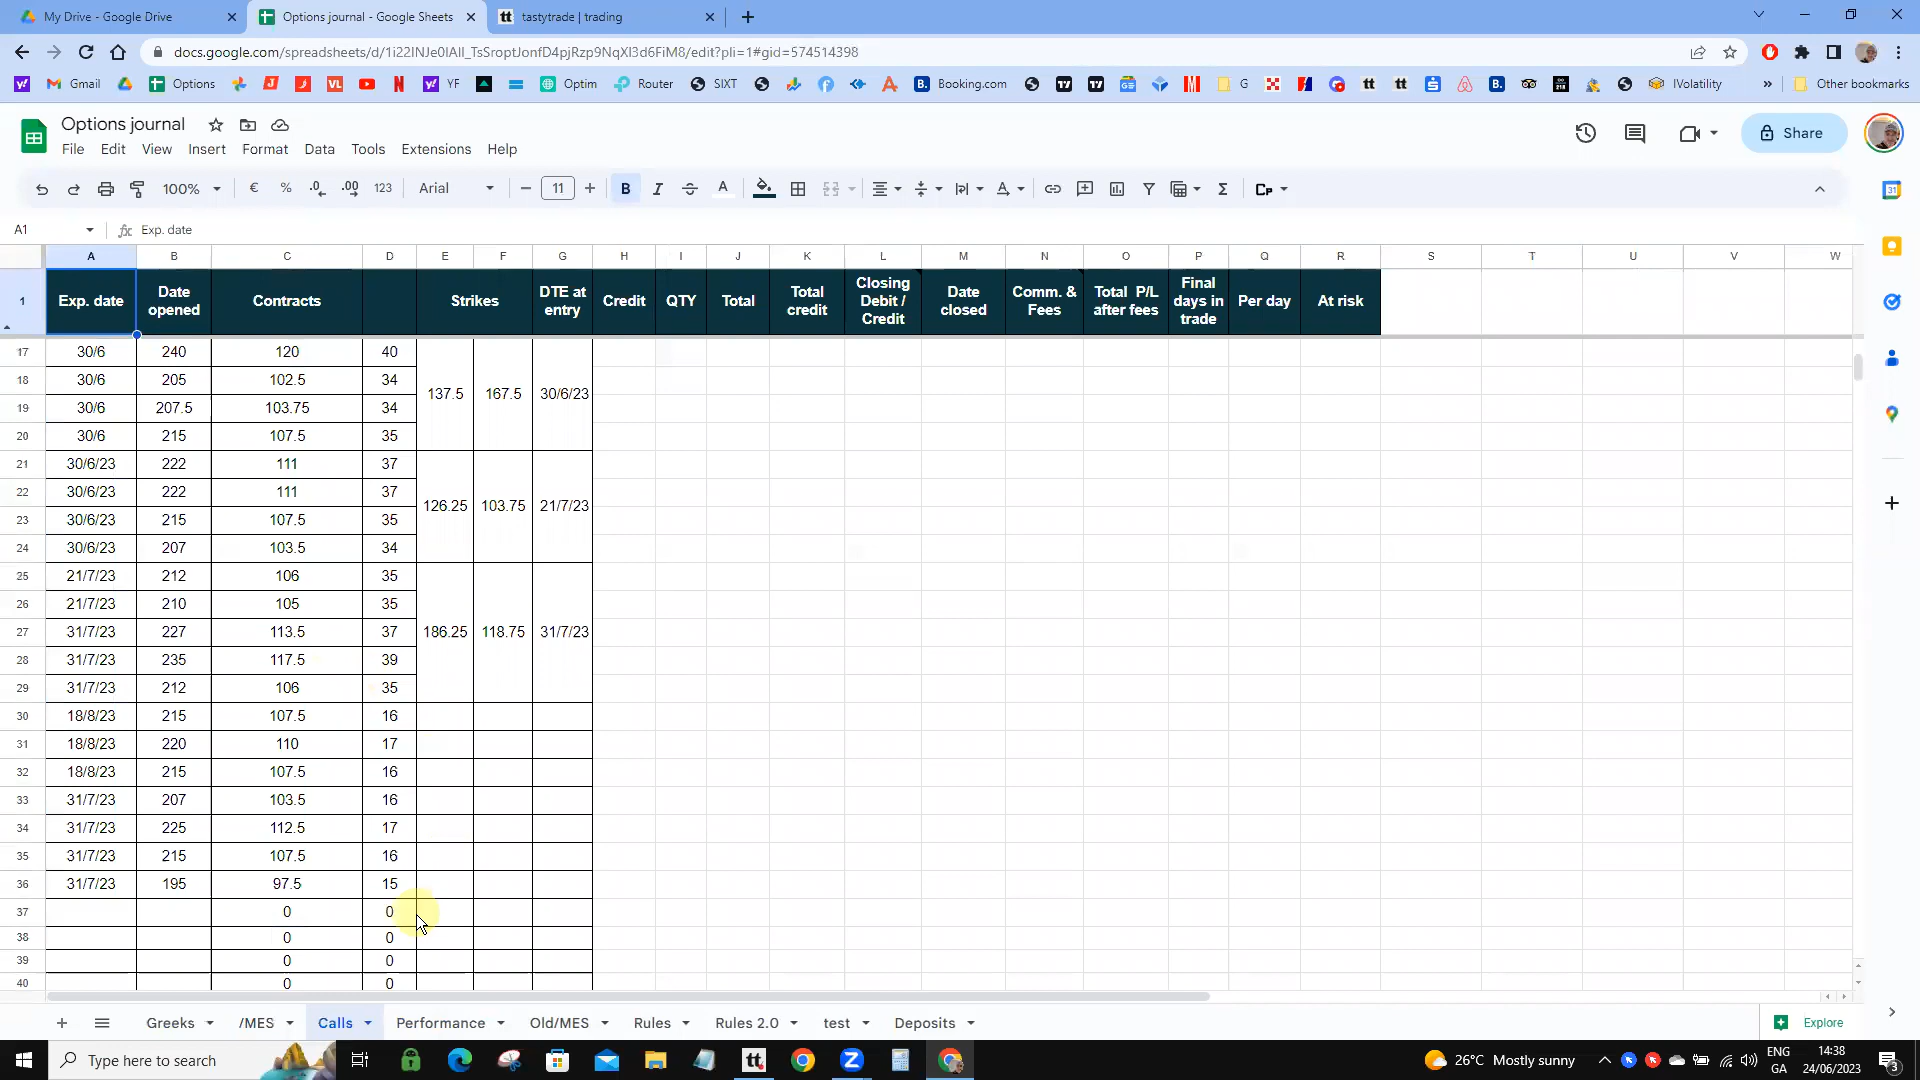 My Drive - Google Drive
Options journal - Google Sheets
tastytrade | trading
docs.google.com/spreadsheets/d/1i22INJe0IAlI_TsSroptJonfD4pjRzp9NqXl3d6FiM8/edit?pli=1#gid=574514398
Gmail Options YF Optim Router SIXT Booking.com G IVolatility » Other bookmarks
Options journal
Share
File Edit View Insert Format Data Tools Extensions Help
100% € % .0 .00 123 Arial 11 B I A Σ
A1 fx Exp. date
A B C D E F G H I J K L M N O P Q R S T U V W
1 Exp. date Date opened Contracts Strikes DTE at entry Credit QTY Total Total credit Closing Debit / Credit Date closed Comm. & Fees Total P/L after fees Final days in trade Per day At risk
17 30/6 240 120 40
18 30/6 205 102.5 34
137.5 167.5 30/6/23
19 30/6 207.5 103.75 34
20 30/6 215 107.5 35
21 30/6/23 222 111 37
22 30/6/23 222 111 37
126.25 103.75 21/7/23
23 30/6/23 215 107.5 35
24 30/6/23 207 103.5 34
25 21/7/23 212 106 35
26 21/7/23 210 105 35
27 31/7/23 227 113.5 37 186.25 118.75 31/7/23
28 31/7/23 235 117.5 39
29 31/7/23 212 106 35
30 18/8/23 215 107.5 16
31 18/8/23 220 110 17
32 18/8/23 215 107.5 16
33 31/7/23 207 103.5 16
34 31/7/23 225 112.5 17
35 31/7/23 215 107.5 16
36 31/7/23 195 97.5 15
37 0 0
38 0 0
39 0 0
40 0 0
Greeks /MES Calls Performance Old/MES Rules Rules 2.0 test Deposits Explore
Type here to search
26°C Mostly sunny
ENG
GA
14:38
24/06/2023
3